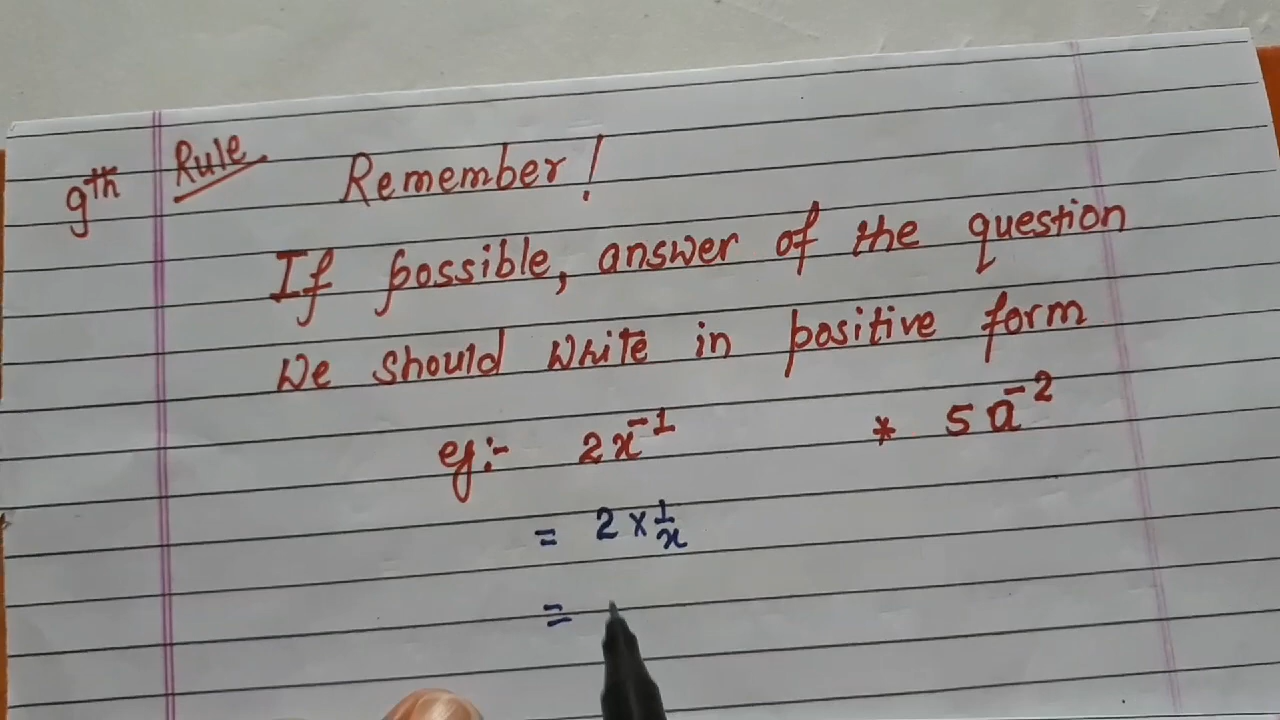 9th Rule Remember!
If possible, answer of the question
We should write in positive form
eg:- 2x⁻¹ * 5a⁻²
= 2 × 1/x
=